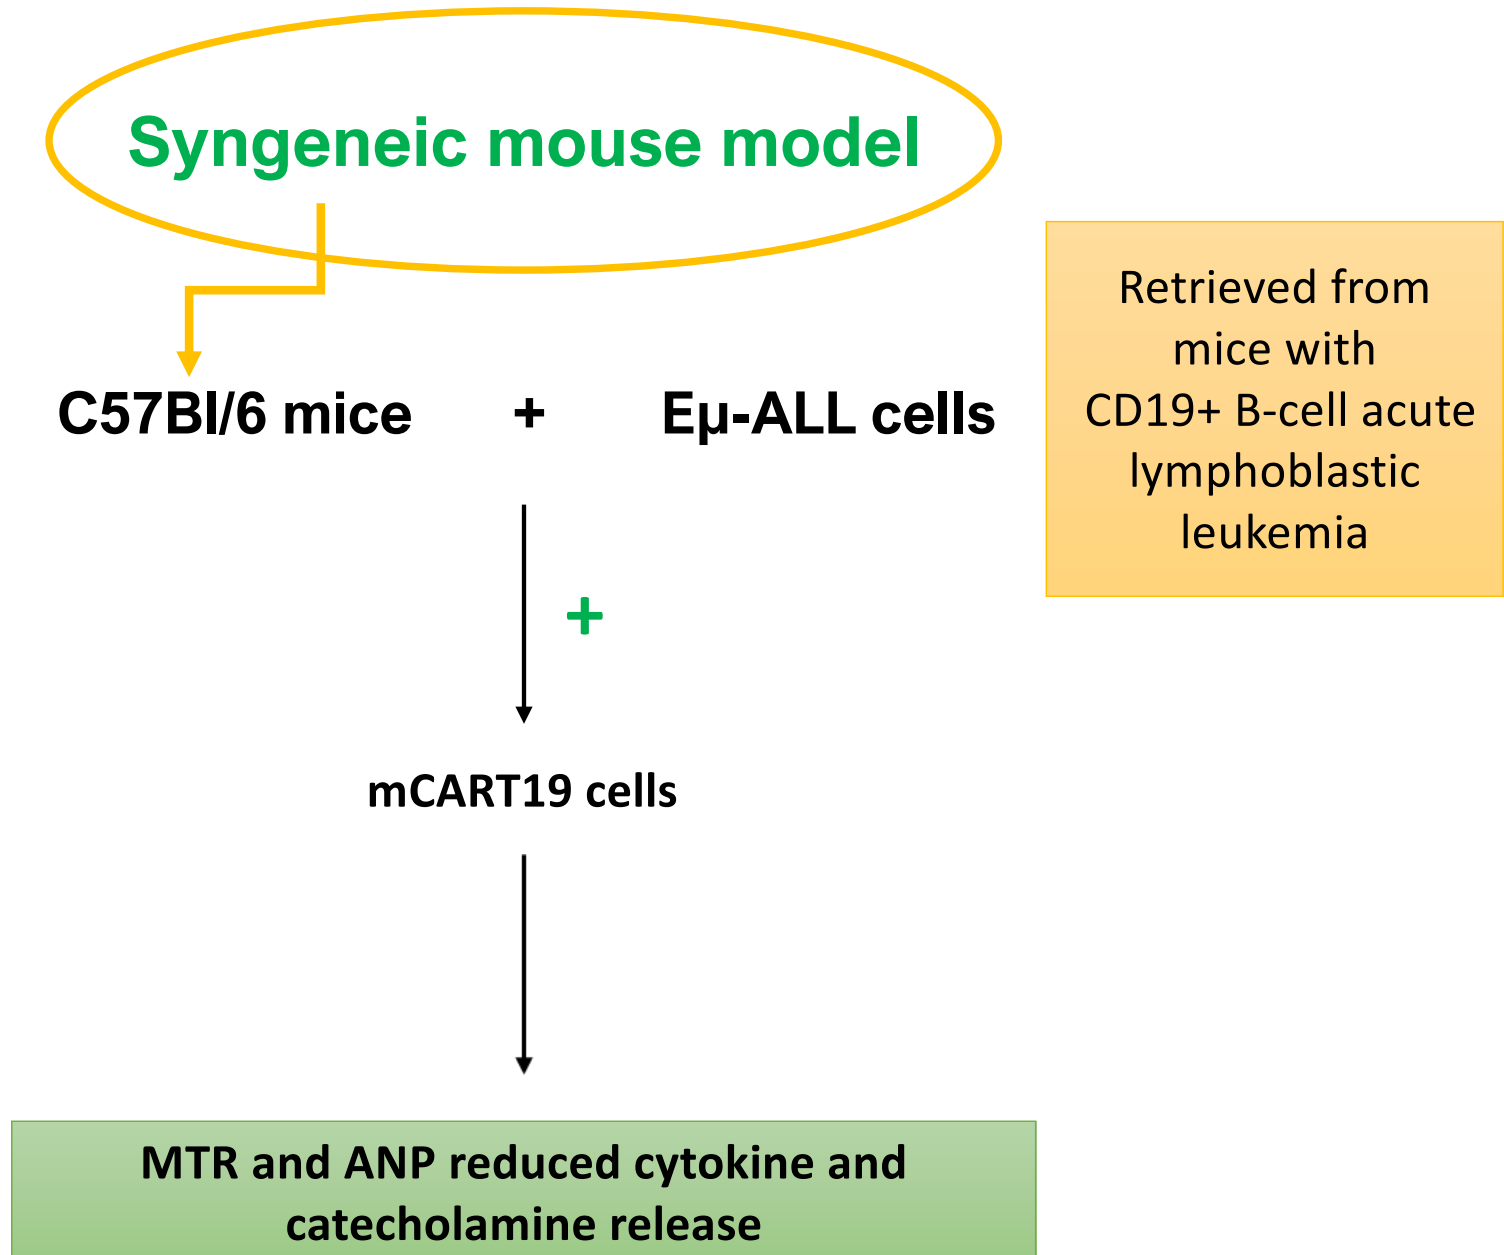 Syngeneic mouse model
C57Bl/6 mice + Eµ-ALL cells
Retrieved from
mice with
CD19+ B-cell acute
lymphoblastic
leukemia
+
mCART19 cells
MTR and ANP reduced cytokine and
catecholamine release